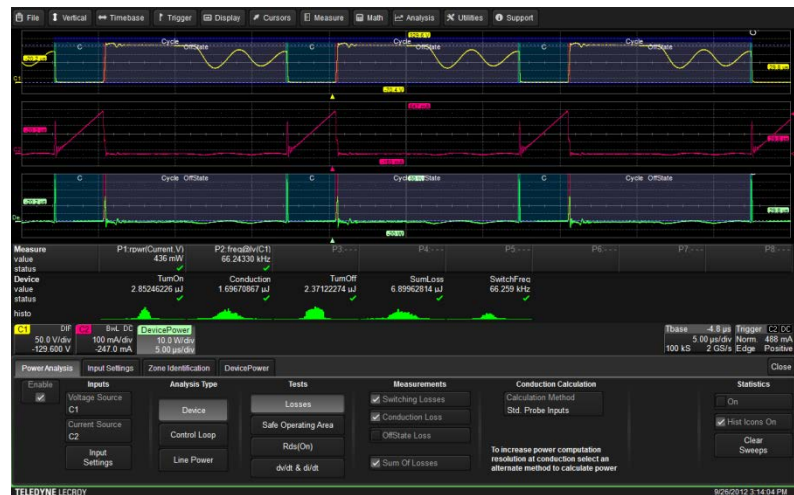 File Vertical Timebase Trigger Display Cursors Measure Math Analysis Utilities Support
129.6 V
Cycle Cycle Cycle
C OffState C OffState C OffState
C1
-70.4 V
C2
C Cycle OffState C Cycle OffState C Cycle OffState
Measure P1:rpwr(Current,V) P2:freq@lv(C1) P3:- - - P4:- - - P5:- - - P6:- - - P7:- - - P8:- - -
value 436 mW 66.24330 kHz
status
Device TurnOn Conduction TurnOff SumLoss SwitchFreq
value 2.85246226 µJ 1.69670867 µJ 2.37122274 µJ 6.89962814 µJ 66.259 kHz
status
histo
C1 DIF C2 BwL DC DevicePower Tbase -4.8 µs Trigger C2 DC
50.0 V/div 100 mA/div 10.0 W/div 5.00 µs/div Norm. 488 mA
-129.600 V -247.0 mA 5.00 µs/div 100 kS 2 GS/s Edge Positive
Power Analysis Input Settings Zone Identification DevicePower Close
Enable Inputs Analysis Type Tests Measurements Conduction Calculation Statistics
Voltage Source
C1
Device
Losses
Switching Losses
Calculation Method
Std. Probe Inputs
On
Current Source
C2
Control Loop
Safe Operating Area
Conduction Loss
Hist Icons On
Rds(On)
OffState Loss
Input
Settings
Line Power
dv/dt & di/dt
Sum Of Losses
To increase power computation
resolution at conduction select an
alternate method to calculate power
Clear
Sweeps
TELEDYNE LECROY 9/26/2012 3:14:04 PM